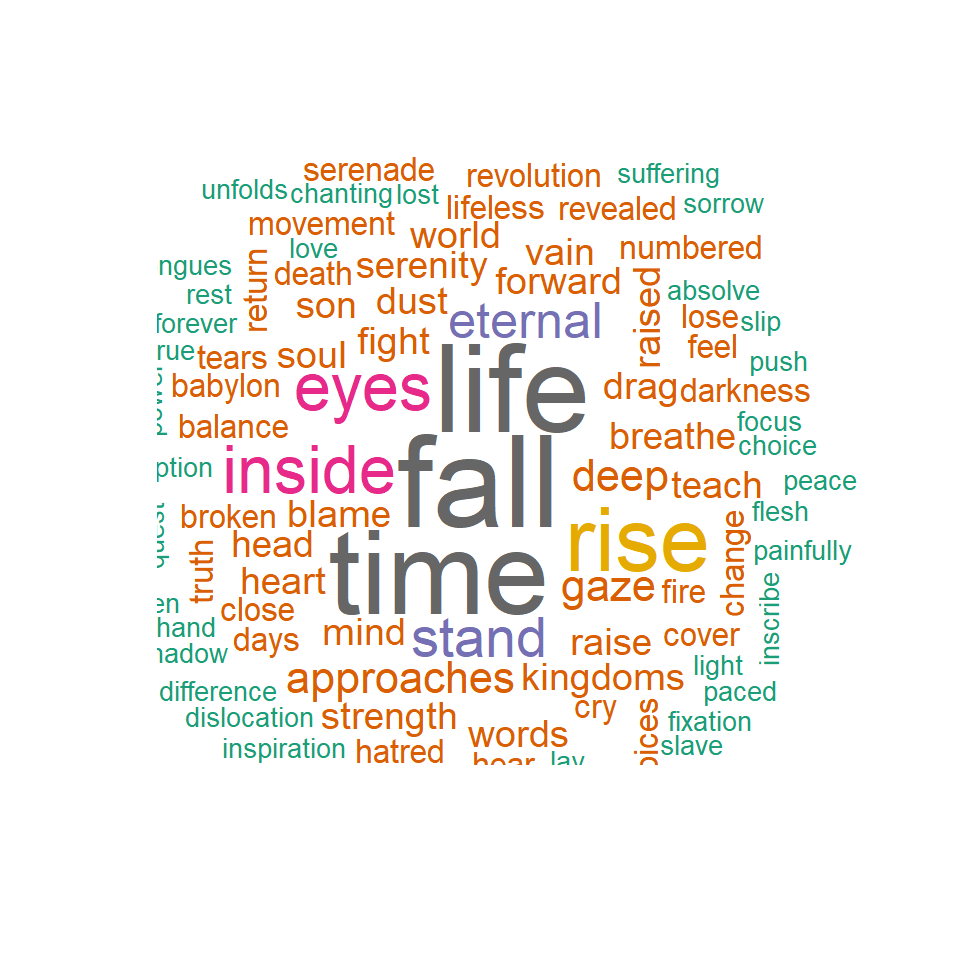 serenade revolution suffering
unfolds chanting lost lifeless revealed sorrow
movement world vain numbered
love
ngues death serenity forward
return
rest son dust eternal raised absolve
forever fight lose slip
rue tears soul life feel push
babylon eyes drag darkness
balance breathe focus
choice
ption inside fall deep teach peace
broken blame flesh
quest head rise painfully
truth heart time gaze fire change
en close inscribe
hand days mind stand raise cover
hadow light
difference approaches kingdoms paced
dislocation strength cry fixation
words oices slave
inspiration hatred hear lay